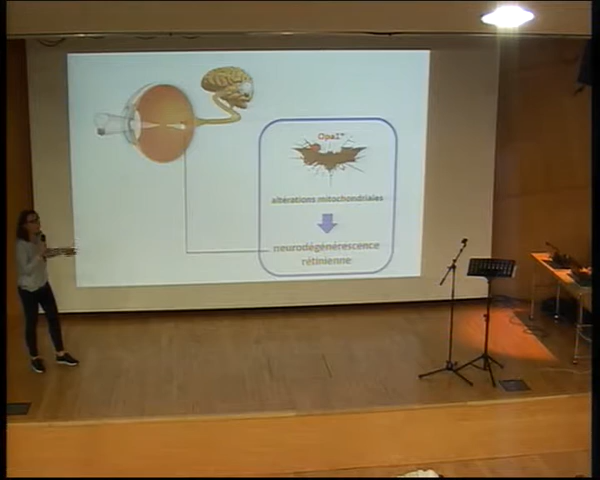 Opa1
altérations mitochondriales
neurodégénérescence
rétinienne